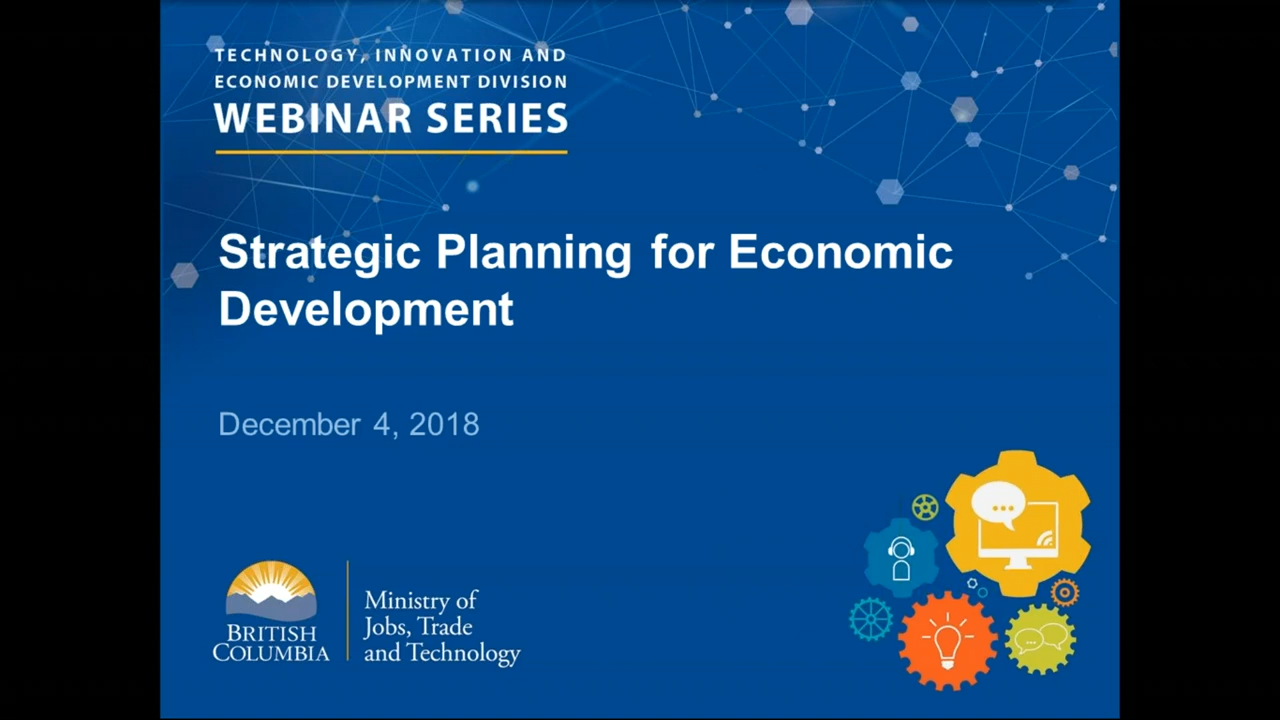 TECHNOLOGY, INNOVATION AND
ECONOMIC DEVELOPMENT DIVISION
WEBINAR SERIES
Strategic Planning for Economic
Development
December 4, 2018
BRITISH
COLUMBIA
Ministry of
Jobs, Trade
and Technology